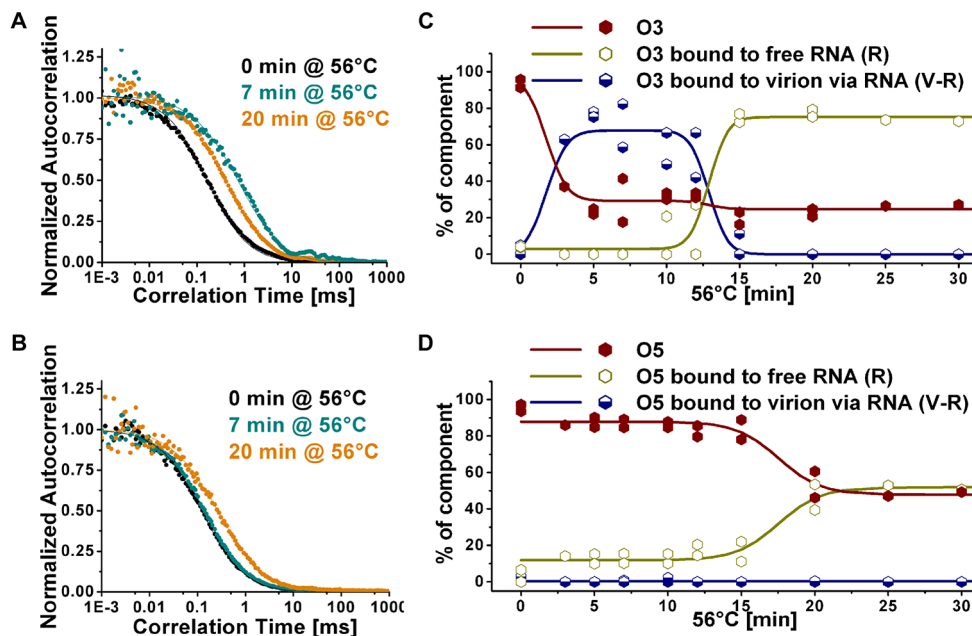 A
Normalized Autocorrelation
1.25
1.00
0.75
0.50
0.25
0.00
0 min @ 56°C
7 min @ 56°C
20 min @ 56°C
1E-3 0.01 0.1 1 10 100 1000
Correlation Time [ms]
C
% of component
100
80
60
40
20
0
O3
O3 bound to free RNA (R)
O3 bound to virion via RNA (V-R)
0 5 10 15 20 25 30
56°C [min]
B
Normalized Autocorrelation
1.25
1.00
0.75
0.50
0.25
0.00
0 min @ 56°C
7 min @ 56°C
20 min @ 56°C
1E-3 0.01 0.1 1 10 100 1000
Correlation Time [ms]
D
% of component
100
80
60
40
20
0
O5
O5 bound to free RNA (R)
O5 bound to virion via RNA (V-R)
0 5 10 15 20 25 30
56°C [min]